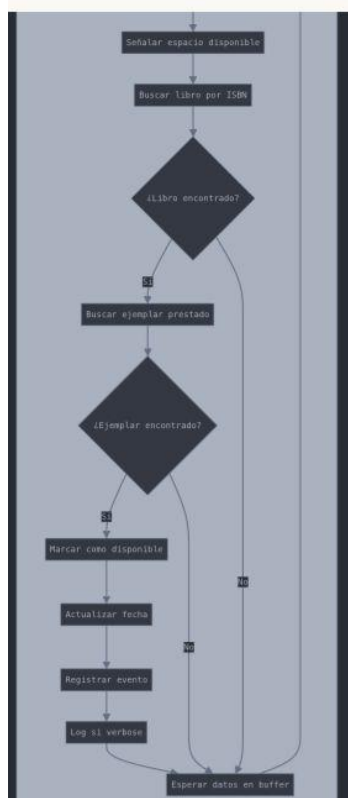 Señalar espacio disponible
Buscar libro por ISBN
¿Libro encontrado?
Sí
Buscar ejemplar prestado
¿Ejemplar encontrado?
Sí
Marcar como disponible
No
Actualizar fecha
No
Registrar evento
Log si verbose
Esperar datos en buffer